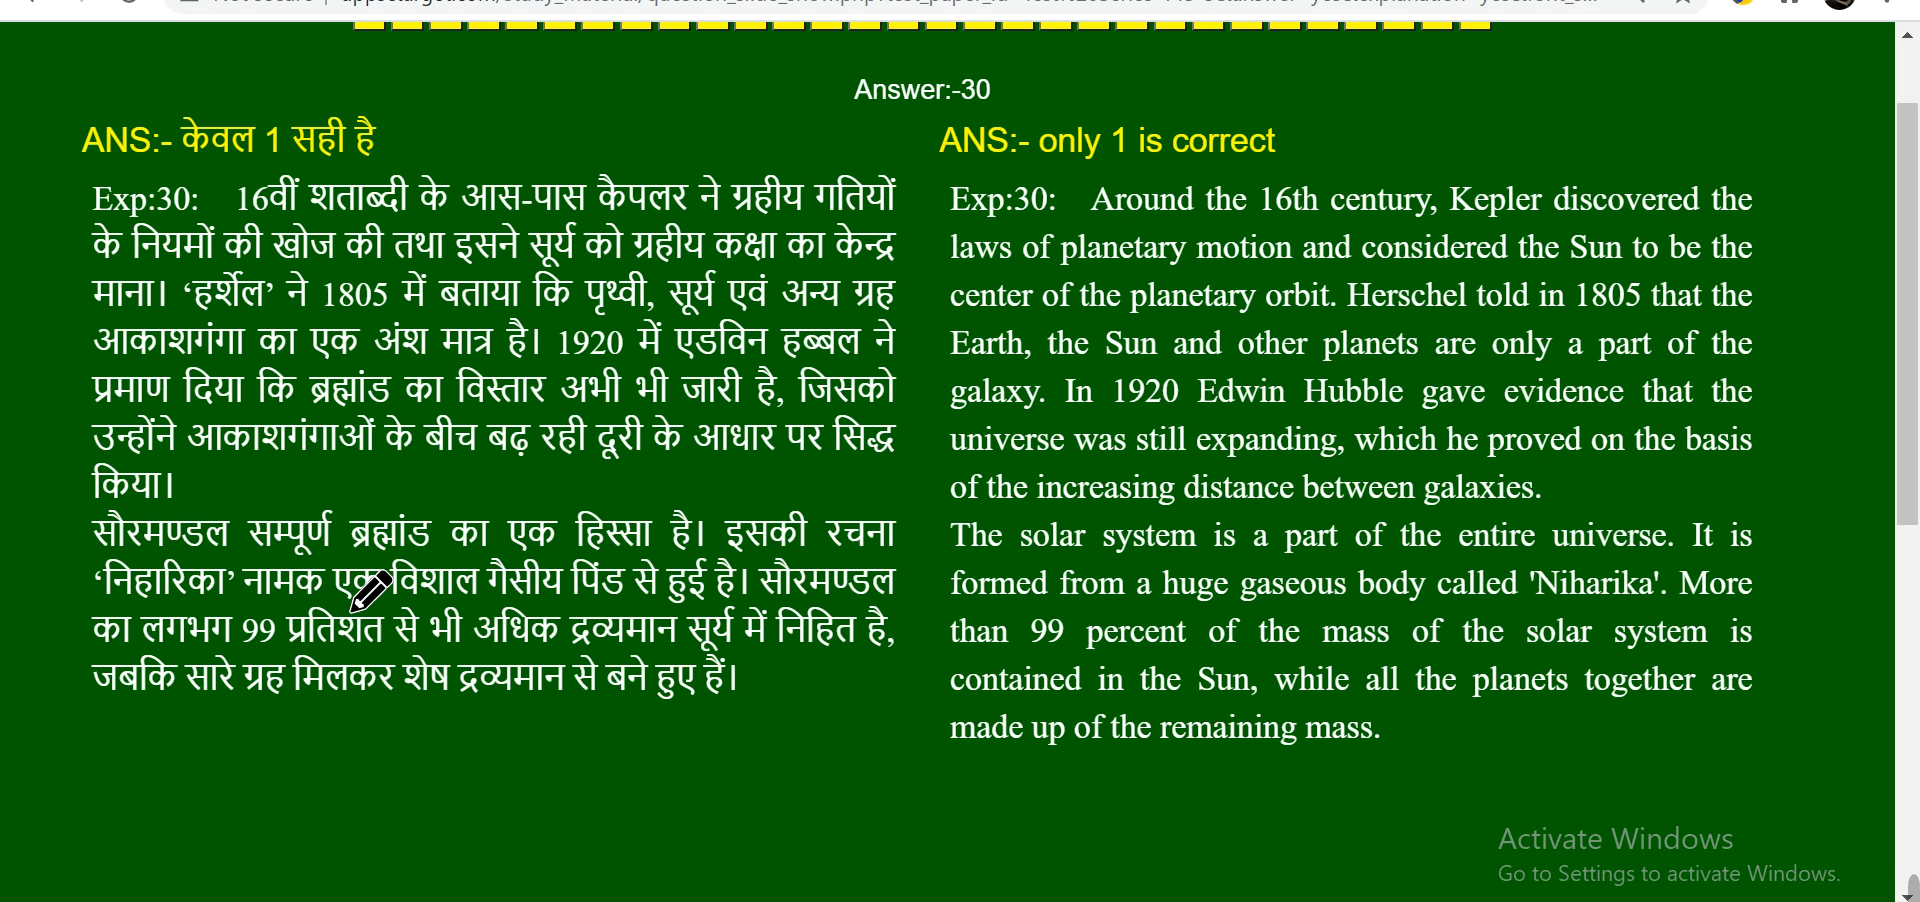 Answer:-30
ANS:- केवल 1 सही है
Exp:30: 16वीं शताब्दी के आस-पास कैपलर ने ग्रहीय गतियों
के नियमों की खोज की तथा इसने सूर्य को ग्रहीय कक्षा का केन्द्र
माना। ‘हर्शेल’ ने 1805 में बताया कि पृथ्वी, सूर्य एवं अन्य ग्रह
आकाशगंगा का एक अंश मात्र है। 1920 में एडविन हब्बल ने
प्रमाण दिया कि ब्रह्मांड का विस्तार अभी भी जारी है, जिसको
उन्होंने आकाशगंगाओं के बीच बढ़ रही दूरी के आधार पर सिद्ध
किया।
सौरमण्डल सम्पूर्ण ब्रह्मांड का एक हिस्सा है। इसकी रचना
‘निहारिका’ नामक एक विशाल गैसीय पिंड से हुई है। सौरमण्डल
का लगभग 99 प्रतिशत से भी अधिक द्रव्यमान सूर्य में निहित है,
जबकि सारे ग्रह मिलकर शेष द्रव्यमान से बने हुए हैं।
ANS:- only 1 is correct
Exp:30: Around the 16th century, Kepler discovered the
laws of planetary motion and considered the Sun to be the
center of the planetary orbit. Herschel told in 1805 that the
Earth, the Sun and other planets are only a part of the
galaxy. In 1920 Edwin Hubble gave evidence that the
universe was still expanding, which he proved on the basis
of the increasing distance between galaxies.
The solar system is a part of the entire universe. It is
formed from a huge gaseous body called 'Niharika'. More
than 99 percent of the mass of the solar system is
contained in the Sun, while all the planets together are
made up of the remaining mass.
Activate Windows
Go to Settings to activate Windows.